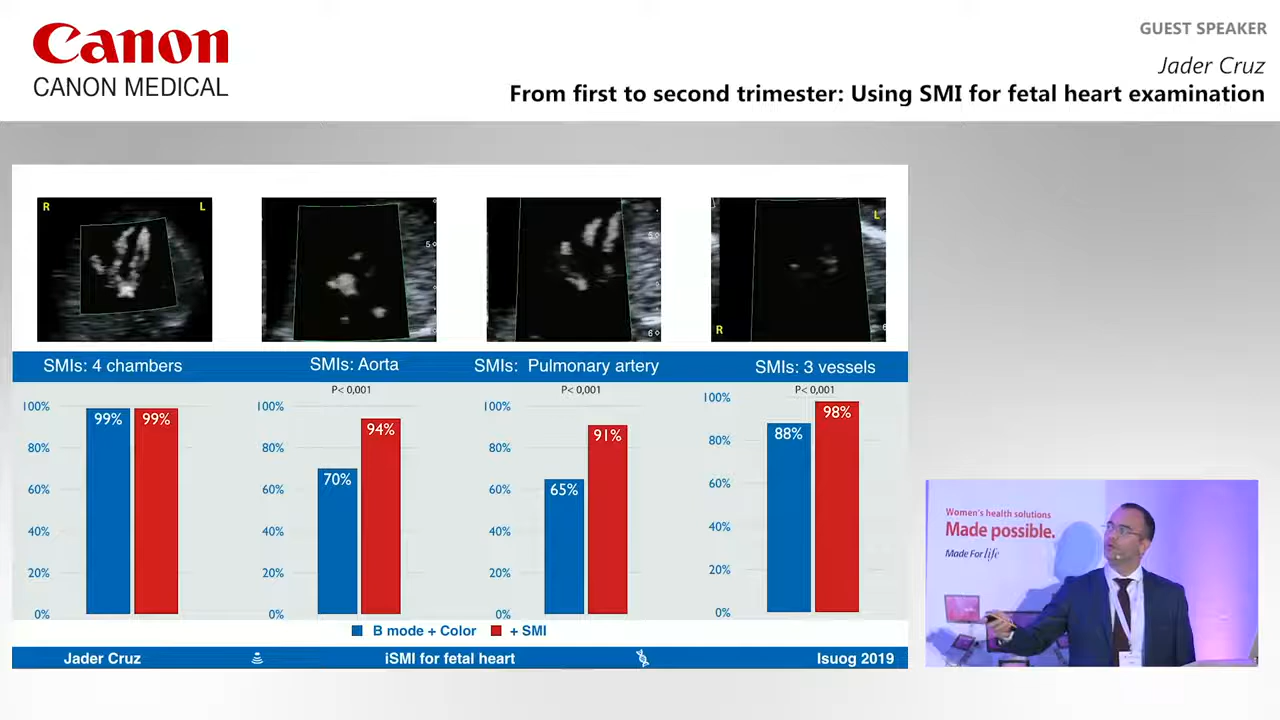 Canon
CANON MEDICAL
GUEST SPEAKER
Jader Cruz
From first to second trimester: Using SMI for fetal heart examination
R
L
5
5
L
R
6
6
SMIs: 4 chambers
SMIs: Aorta
SMIs: Pulmonary artery
SMIs: 3 vessels
P< 0,001
P< 0,001
P< 0,001
100%
80%
60%
40%
20%
0%
99%
99%
100%
80%
60%
40%
20%
0%
70%
94%
100%
80%
60%
40%
20%
0%
65%
91%
100%
80%
60%
40%
20%
0%
88%
98%
B mode + Color
+ SMI
Jader Cruz
iSMI for fetal heart
Isuog 2019
Women's health solutions
Made possible.
Made For life